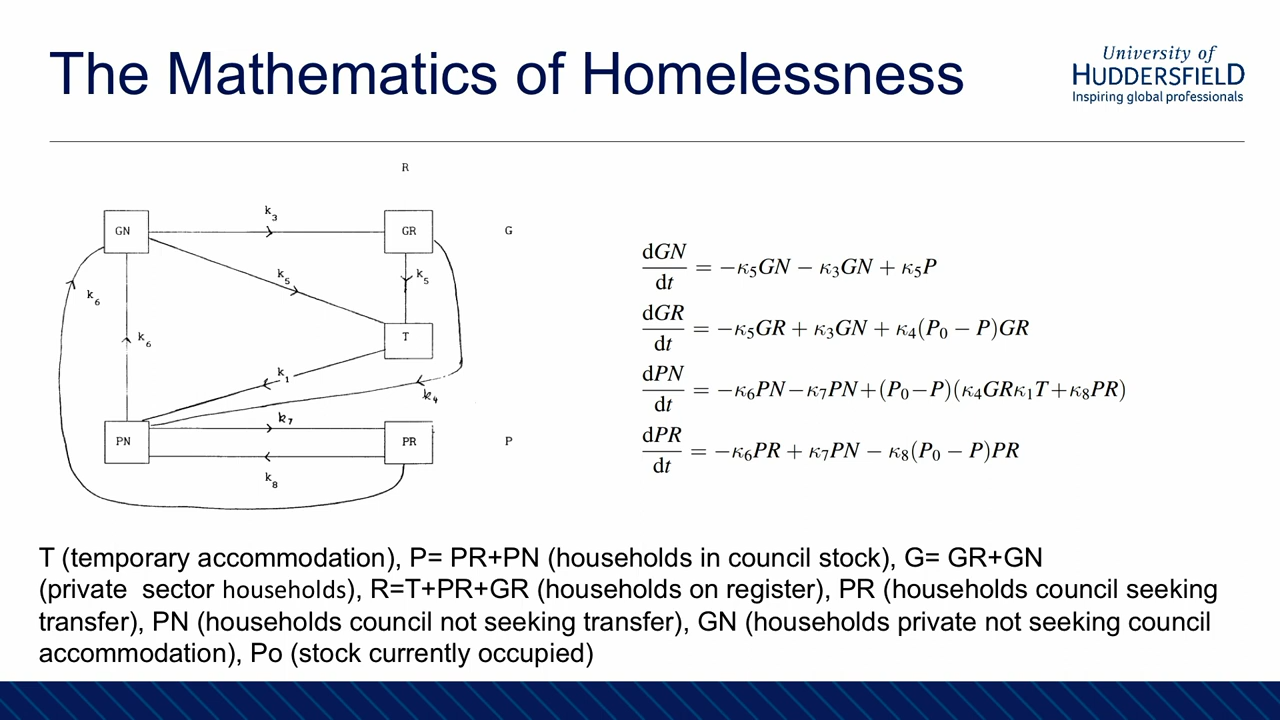 The Mathematics of Homelessness
University of
HUDDERSFIELD
Inspiring global professionals
R
GN
k3
GR
G
k5
k5
k6
k6
T
k1
k4
PN
k7
PR
P
k8
dGN/dt = −κ5GN − κ3GN + κ5P
dGR/dt = −κ5GR + κ3GN + κ4(P0 − P)GR
dPN/dt = −κ6PN−κ7PN+(P0−P)(κ4GRκ1T+κ8PR)
dPR/dt = −κ6PR + κ7PN − κ8(P0 − P)PR
T (temporary accommodation), P= PR+PN (households in council stock), G= GR+GN
(private sector households), R=T+PR+GR (households on register), PR (households council seeking
transfer), PN (households council not seeking transfer), GN (households private not seeking council
accommodation), Po (stock currently occupied)